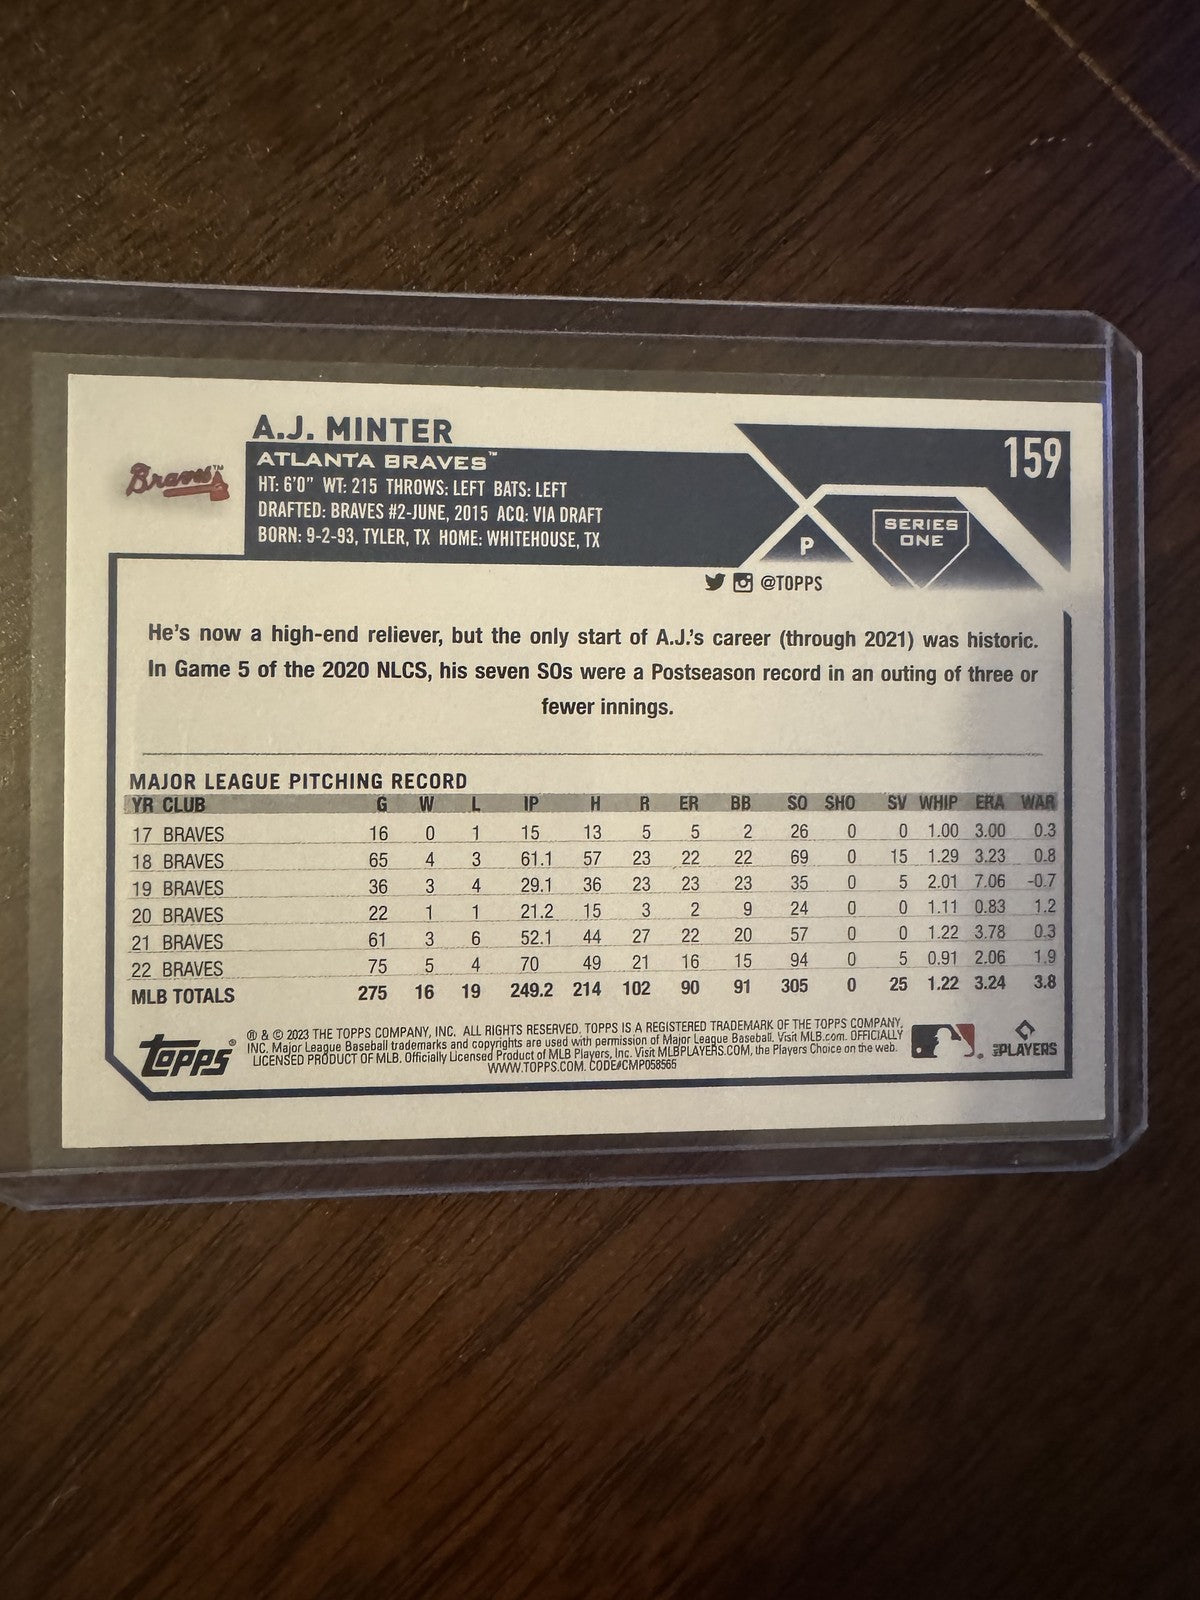 A.J. MINTER
159
Braves™
ATLANTA BRAVES™
HT: 6'0" WT: 215 THROWS: LEFT BATS: LEFT
DRAFTED: BRAVES #2-JUNE, 2015 ACQ: VIA DRAFT
BORN: 9-2-93, TYLER, TX HOME: WHITEHOUSE, TX
P
SERIES
ONE
@TOPPS
He's now a high-end reliever, but the only start of A.J.'s career (through 2021) was historic.
In Game 5 of the 2020 NLCS, his seven SOs were a Postseason record in an outing of three or
fewer innings.
MAJOR LEAGUE PITCHING RECORD
YR CLUB G W L IP H R ER BB SO SHO SV WHIP ERA WAR
17 BRAVES 16 0 1 15 13 5 5 2 26 0 0 1.00 3.00 0.3
18 BRAVES 65 4 3 61.1 57 23 22 22 69 0 15 1.29 3.23 0.8
19 BRAVES 36 3 4 29.1 36 23 23 23 35 0 5 2.01 7.06 -0.7
20 BRAVES 22 1 1 21.2 15 3 2 9 24 0 0 1.11 0.83 1.2
21 BRAVES 61 3 6 52.1 44 27 22 20 57 0 0 1.22 3.78 0.3
22 BRAVES 75 5 4 70 49 21 16 15 94 0 5 0.91 2.06 1.9
MLB TOTALS 275 16 19 249.2 214 102 90 91 305 0 25 1.22 3.24 3.8
TOPPS®
® & © 2023 THE TOPPS COMPANY, INC. ALL RIGHTS RESERVED. TOPPS IS A REGISTERED TRADEMARK OF THE TOPPS COMPANY,
INC. Major League Baseball trademarks and copyrights are used with permission of Major League Baseball. Visit MLB.com. OFFICIALLY
LICENSED PRODUCT OF MLB. Officially Licensed Product of MLB Players, Inc. Visit MLBPLAYERS.COM, the Players Choice on the web.
WWW.TOPPS.COM. CODE#CMP058565
MLB PLAYERS